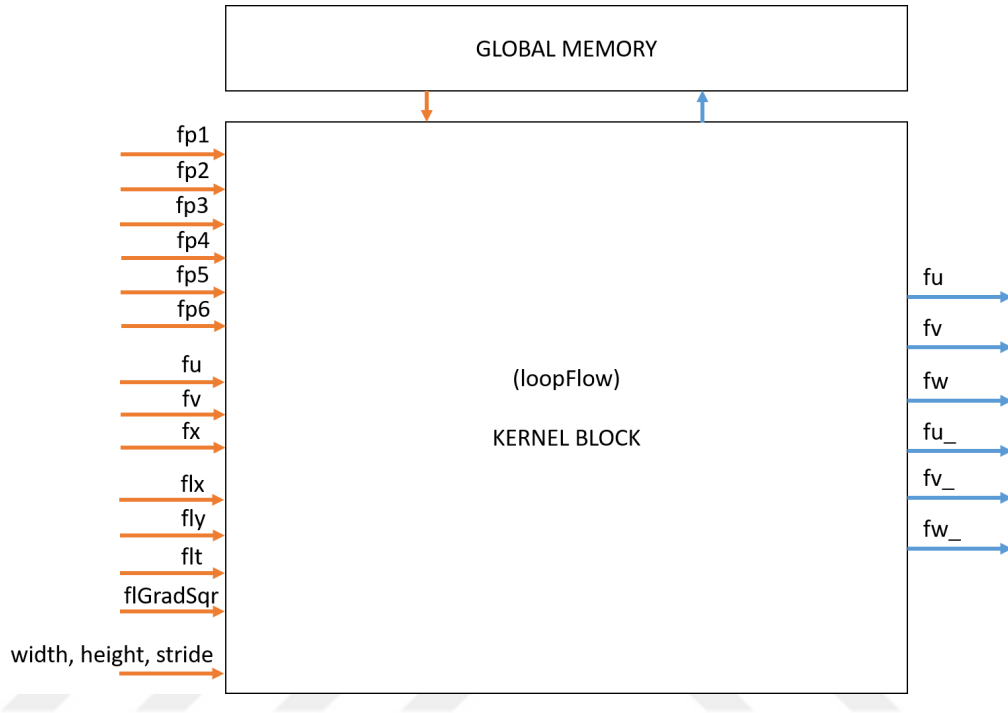 GLOBAL MEMORY
fp1
fp2
fp3
fp4
fp5
fp6
fu
fv
fx
flx
fly
flt
flGradSqr
width, height, stride
(loopFlow)
KERNEL BLOCK
fu
fv
fw
fu_
fv_
fw_